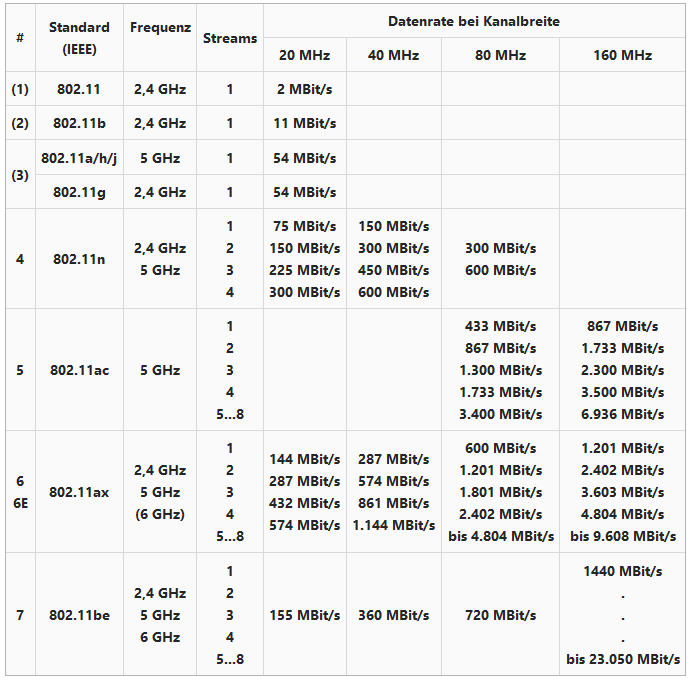 # Standard (IEEE) Frequenz Streams Datenrate bei Kanalbreite
20 MHz 40 MHz 80 MHz 160 MHz
(1) 802.11 2,4 GHz 1 2 MBit/s
(2) 802.11b 2,4 GHz 1 11 MBit/s
(3) 802.11a/h/j 5 GHz 1 54 MBit/s
802.11g 2,4 GHz 1 54 MBit/s
4 802.11n 2,4 GHz 5 GHz
1 75 MBit/s 150 MBit/s
2 150 MBit/s 300 MBit/s 300 MBit/s
3 225 MBit/s 450 MBit/s 600 MBit/s
4 300 MBit/s 600 MBit/s
5 802.11ac 5 GHz
1 433 MBit/s 867 MBit/s
2 867 MBit/s 1.733 MBit/s
3 1.300 MBit/s 2.300 MBit/s
4 1.733 MBit/s 3.500 MBit/s
5...8 3.400 MBit/s 6.936 MBit/s
6 6E 802.11ax 2,4 GHz 5 GHz (6 GHz)
1 144 MBit/s 287 MBit/s 600 MBit/s 1.201 MBit/s
2 287 MBit/s 574 MBit/s 1.201 MBit/s 2.402 MBit/s
3 432 MBit/s 861 MBit/s 1.801 MBit/s 3.603 MBit/s
4 574 MBit/s 1.144 MBit/s 2.402 MBit/s 4.804 MBit/s
5...8 bis 4.804 MBit/s bis 9.608 MBit/s
7 802.11be 2,4 GHz 5 GHz 6 GHz
1 1440 MBit/s
2 .
3 155 MBit/s 360 MBit/s 720 MBit/s .
4 .
5...8 bis 23.050 MBit/s